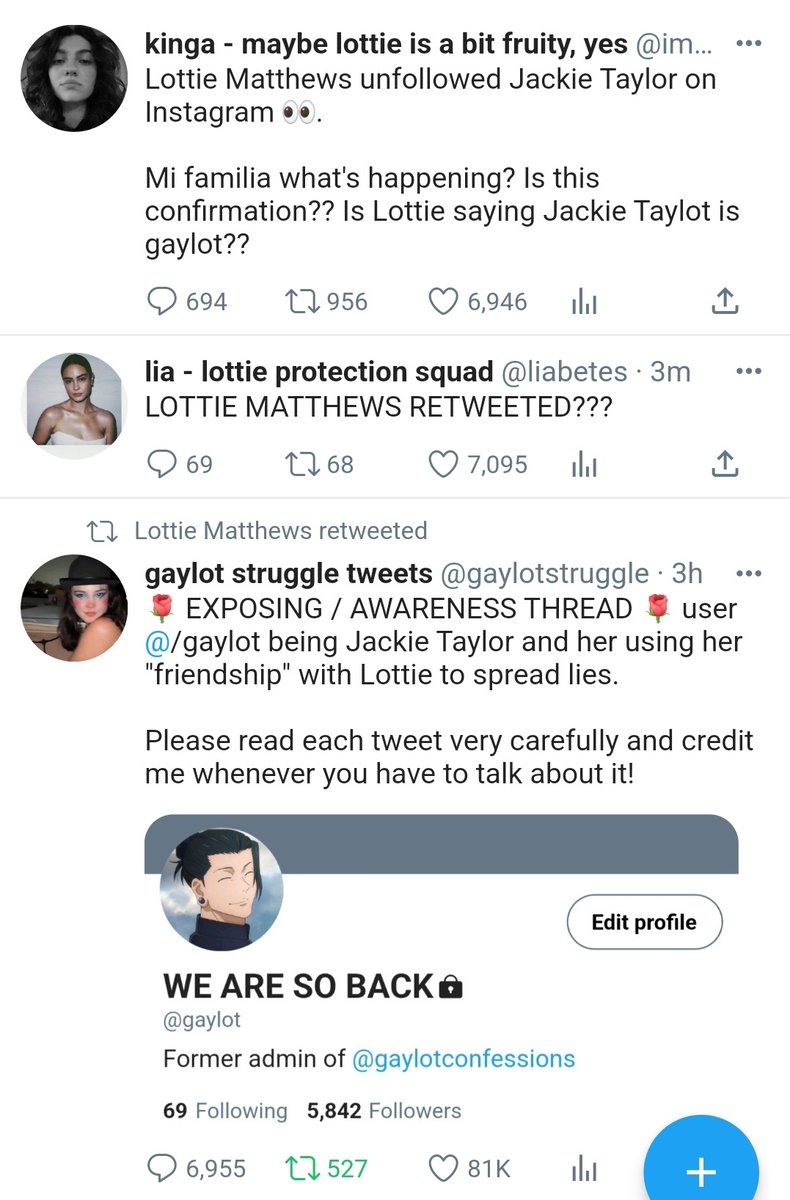 kinga - maybe lottie is a bit fruity, yes @im...
Lottie Matthews unfollowed Jackie Taylor on
Instagram 👀.
Mi familia what's happening? Is this
confirmation?? Is Lottie saying Jackie Taylot is
gaylot??
694 956 6,946
lia - lottie protection squad @liabetes · 3m
LOTTIE MATTHEWS RETWEETED???
69 68 7,095
Lottie Matthews retweeted
gaylot struggle tweets @gaylotstruggle · 3h
🌹 EXPOSING / AWARENESS THREAD 🌹 user
@/gaylot being Jackie Taylor and her using her
"friendship" with Lottie to spread lies.
Please read each tweet very carefully and credit
me whenever you have to talk about it!
Edit profile
WE ARE SO BACK🔒
@gaylot
Former admin of @gaylotconfessions
69 Following 5,842 Followers
6,955 527 81K